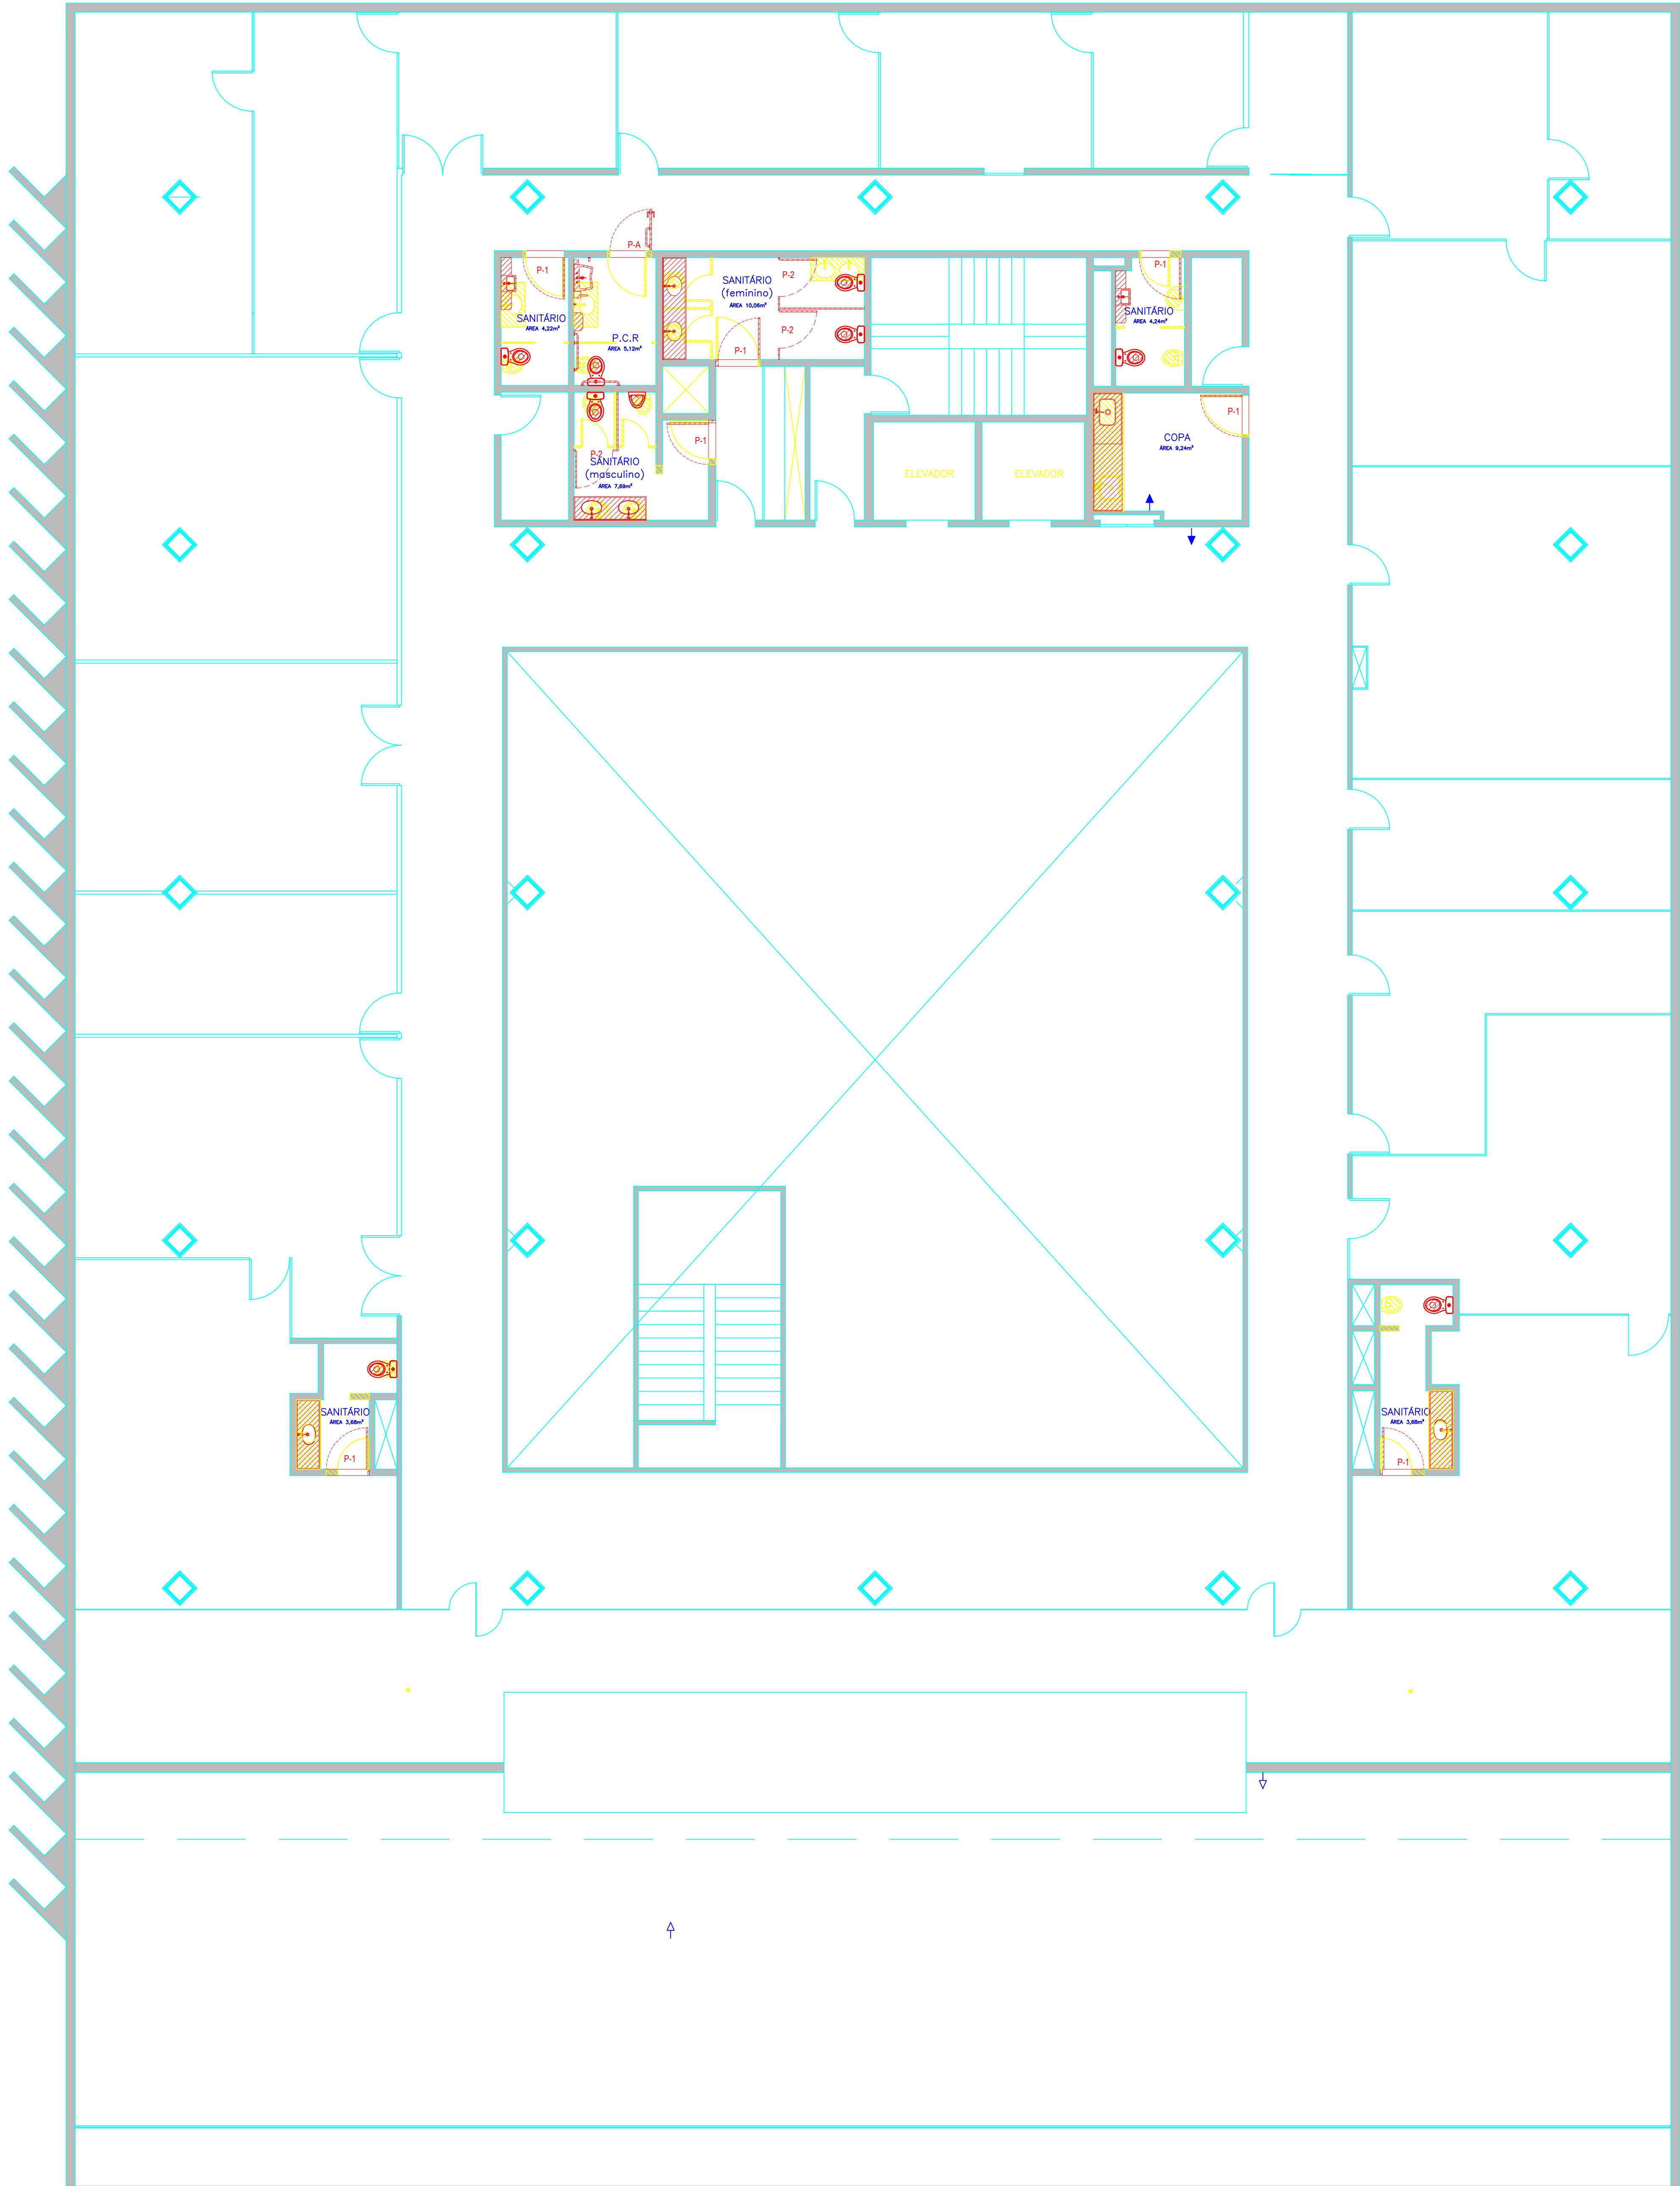 P-A
P-1
SANITÁRIO
ÁREA 4,22m²
P.C.R
ÁREA 5,12m²
SANITÁRIO
(feminino)
ÁREA 10,06m²
P-2
P-2
P-1
P-1
SANITÁRIO
ÁREA 4,24m²
P-2
SANITÁRIO
(masculino)
ÁREA 7,69m²
P-1
ELEVADOR
ELEVADOR
COPA
ÁREA 9,24m²
P-1
SANITÁRIO
ÁREA 3,68m²
P-1
SANITÁRIO
ÁREA 3,68m²
P-1